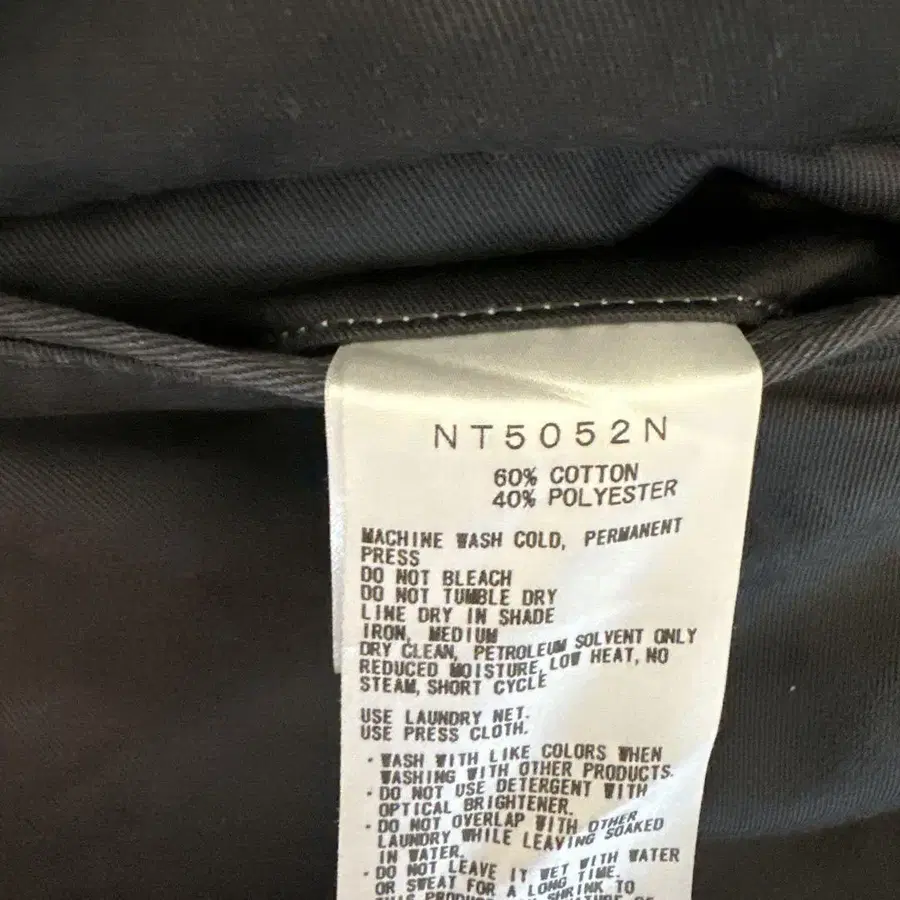 NT5052N
60% COTTON
40% POLYESTER
MACHINE WASH COLD, PERMANENT
PRESS
DO NOT BLEACH
DO NOT TUMBLE DRY
LINE DRY IN SHADE
IRON, MEDIUM
DRY CLEAN, PETROLEUM SOLVENT ONLY
REDUCED MOISTURE, LOW HEAT, NO
STEAM, SHORT CYCLE
USE LAUNDRY NET.
USE PRESS CLOTH.
・WASH WITH LIKE COLORS WHEN
WASHING WITH OTHER PRODUCTS.
・DO NOT USE DETERGENT WITH
OPTICAL BRIGHTENER.
・DO NOT OVERLAP WITH OTHER
LAUNDRY WHILE LEAVING SOAKED
IN WATER.
・DO NOT LEAVE IT WET WITH WATER
OR SWEAT FOR A LONG TIME.
SHRINK TO